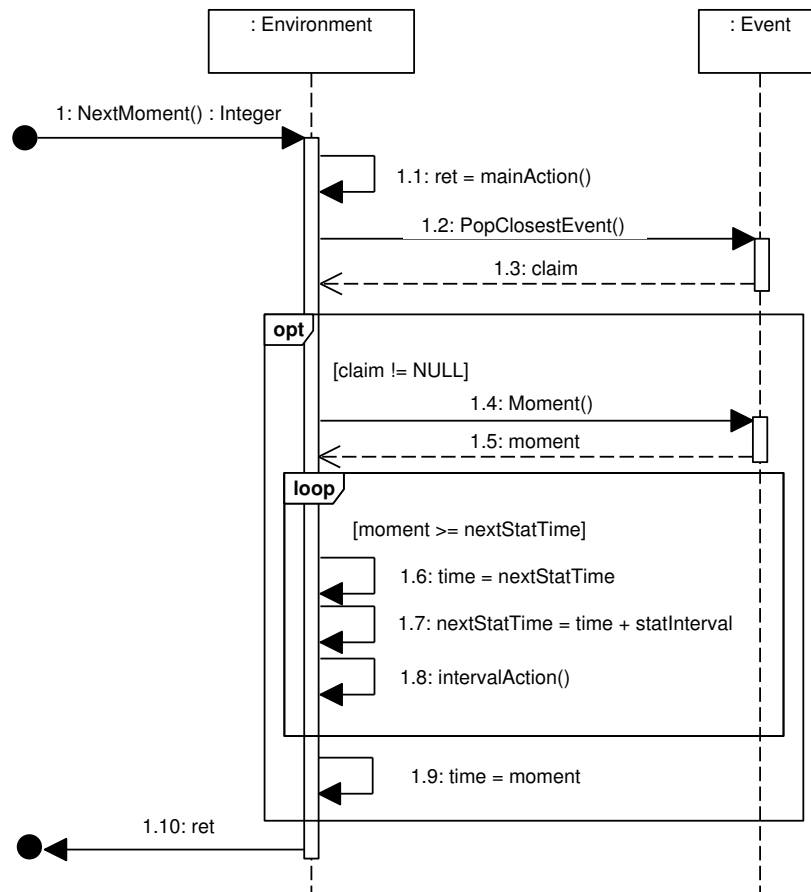 : Environment
: Event
1: NextMoment() : Integer
1.1: ret = mainAction()
1.2: PopClosestEvent()
1.3: claim
opt
[claim != NULL]
1.4: Moment()
1.5: moment
loop
[moment >= nextStatTime]
1.6: time = nextStatTime
1.7: nextStatTime = time + statInterval
1.8: intervalAction()
1.9: time = moment
1.10: ret